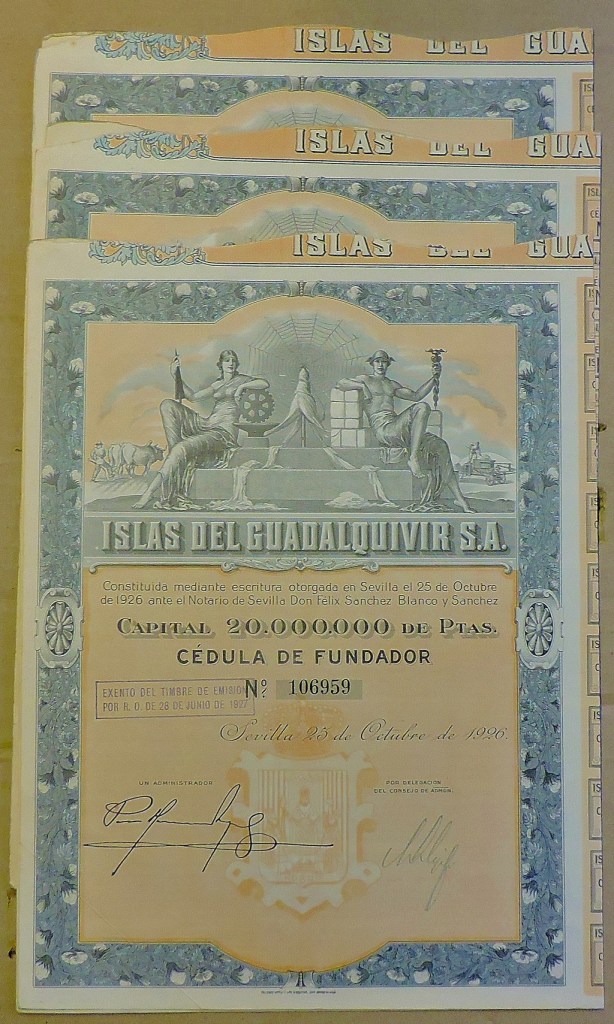 ISLAS DEL GUA
ISLAS DEL GUA
ISLAS DEL GUA
ISLAS DEL GUADALQUIVIR S.A.
Constituida mediante escritura otorgada en Sevilla el 25 de Octubre
de 1926 ante el Notario de Sevilla Don Félix Sanchez Blanco y Sanchez
CAPITAL 20.000.000 DE PTAS.
CÉDULA DE FUNDADOR
Nº. 106959
EXENTO DEL TIMBRE DE EMISION
POR R. O. DE 28 DE JUNIO DE 1927
Sevilla 25 de Octubre de 1926.
UN ADMINISTRADOR
POR DELEGACIÓN
DEL CONSEJO DE ADMON.